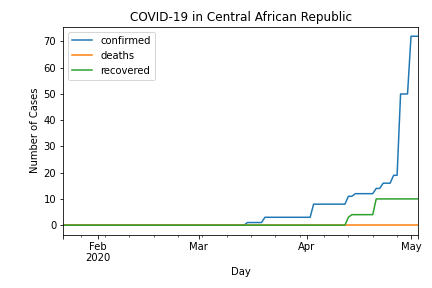 COVID-19 in Central African Republic
confirmed
deaths
recovered
Number of Cases
70
60
50
40
30
20
10
0
Feb
2020
Mar
Apr
May
Day